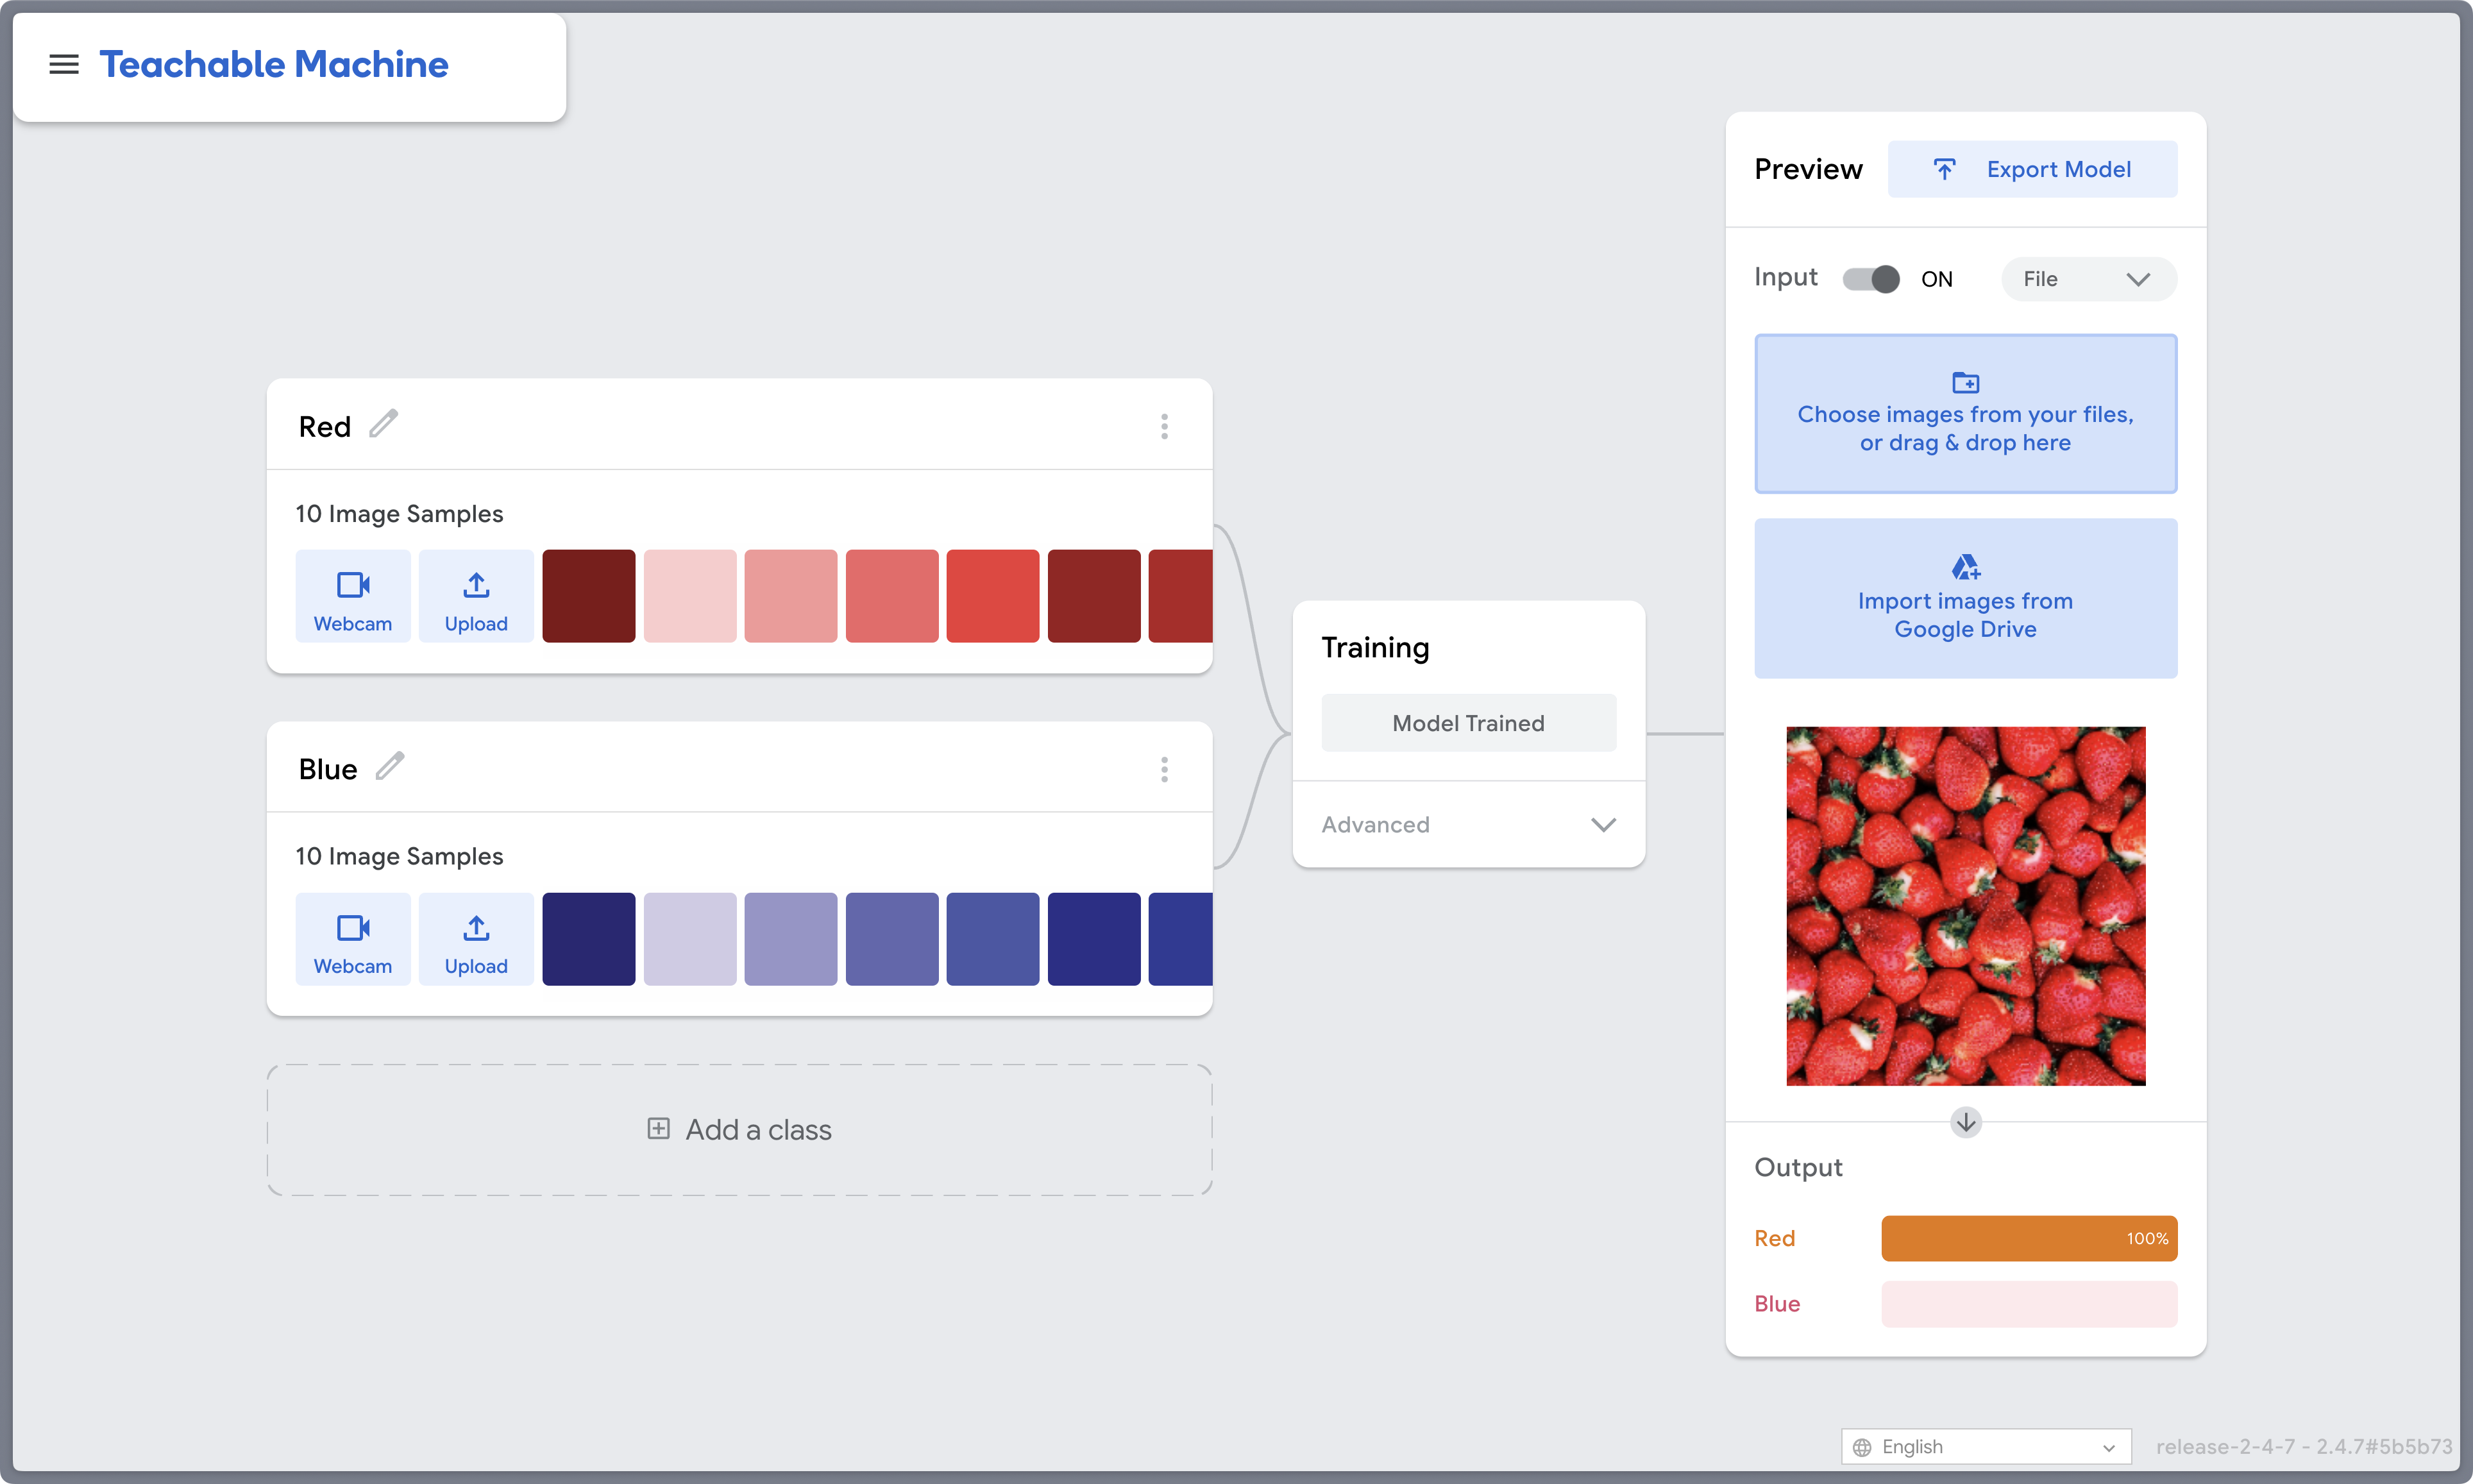 Teachable Machine
Red
10 Image Samples
Webcam
Upload
Blue
10 Image Samples
Webcam
Upload
Add a class
Training
Model Trained
Advanced
Preview
Export Model
Input
ON
File
Choose images from your files,
or drag & drop here
Import images from
Google Drive
Output
Red
100%
Blue
English
release-2-4-7 - 2.4.7#5b5b73